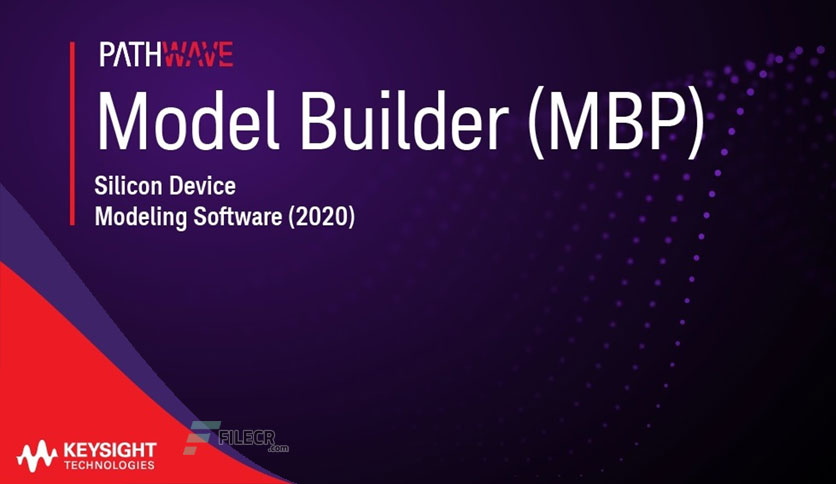 PATHWAVE
Model Builder (MBP)
Silicon Device
Modeling Software (2020)
KEYSIGHT
TECHNOLOGIES
FILECR
.com